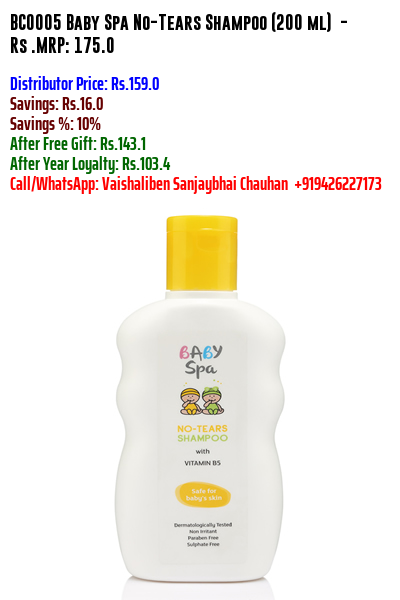 BC0005 Baby Spa No-Tears Shampoo (200 ml) -
Rs .MRP: 175.0
Distributor Price: Rs.159.0
Savings: Rs.16.0
Savings %: 10%
After Free Gift: Rs.143.1
After Year Loyalty: Rs.103.4
Call/WhatsApp: Vaishaliben Sanjaybhai Chauhan +919426227173
BABY
Spa
NO-TEARS
SHAMPOO
with
VITAMIN B5
Safe for
baby's skin
Dermatologically Tested
Non Irritant
Paraben Free
Sulphate Free